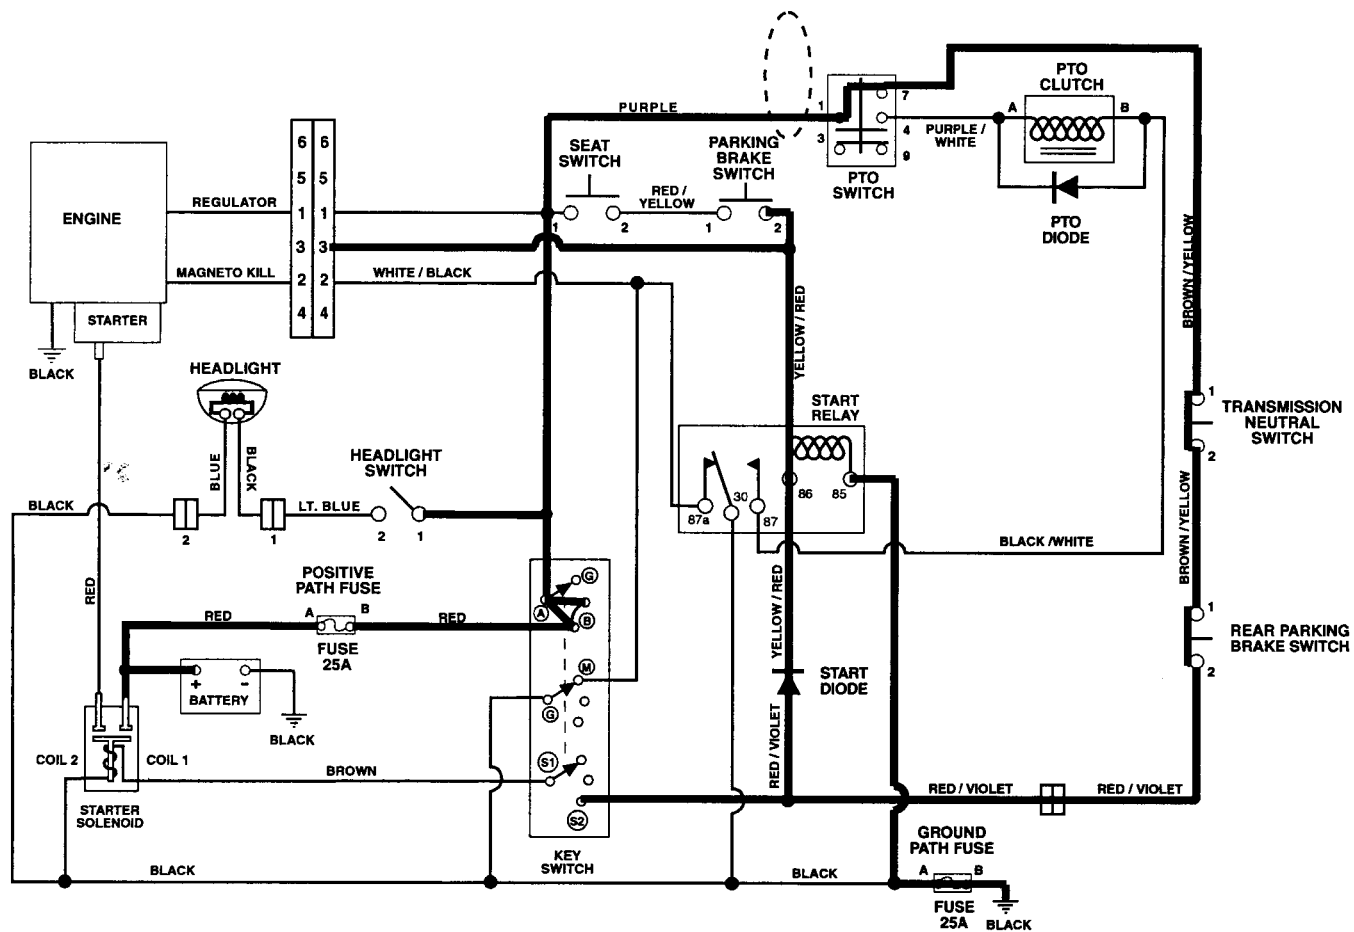 PTO
CLUTCH
A
B
7
PURPLE
1
4
PURPLE /
WHITE
3
9
PTO
SWITCH
PTO
DIODE
SEAT
SWITCH
PARKING
BRAKE
SWITCH
RED /
YELLOW
1
2
1
2
6 6
5 5
1 1
3 3
2 2
4 4
REGULATOR
ENGINE
MAGNETO KILL
WHITE / BLACK
STARTER
BLACK
HEADLIGHT
BLUE
BLACK
HEADLIGHT
SWITCH
BLACK
LT. BLUE
2
1
2
1
YELLOW / RED
BROWN / YELLOW
START
RELAY
30
87a
87
86
85
1
TRANSMISSION
NEUTRAL
SWITCH
2
BROWN / YELLOW
BLACK /WHITE
RED
POSITIVE
PATH FUSE
RED
A
B
RED
FUSE
25A
G
A
B
M
G
S1
S2
KEY
SWITCH
YELLOW / RED
1
REAR PARKING
BRAKE SWITCH
2
START
DIODE
RED / VIOLET
+
-
BATTERY
BLACK
COIL 2
COIL 1
STARTER
SOLENOID
BROWN
RED / VIOLET
RED / VIOLET
GROUND
PATH FUSE
BLACK
BLACK
A
B
FUSE
25A
BLACK